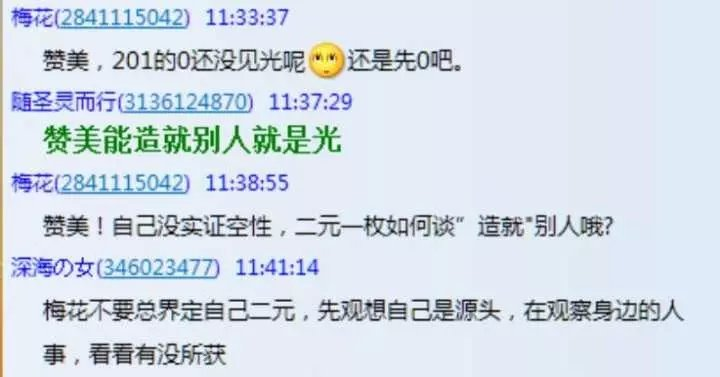 梅花(2841115042) 11:33:37
赞美，201的0还没见光呢还是先0吧。
随圣灵而行(3136124870) 11:37:29
赞美能造就别人就是光
梅花(2841115042) 11:38:55
赞美！自己没实证空性，二元一枚如何谈”造就"别人哦?
深海の女(346023477) 11:41:14
梅花不要总界定自己二元，先观想自己是源头，在观察身边的人
事，看看有没所获